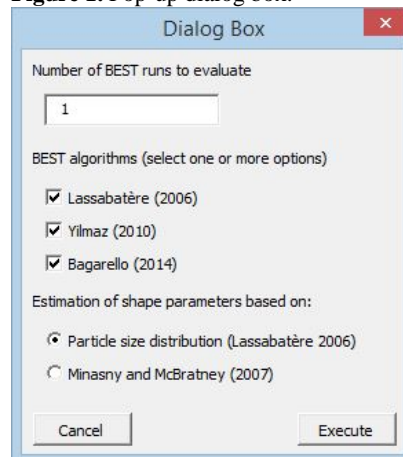 Pop-up dialog box.
Dialog Box
Number of BEST runs to evaluate
1
BEST algorithms (select one or more options)
Lassabatère (2006)
Yilmaz (2010)
Bagarello (2014)
Estimation of shape parameters based on:
Particle size distribution (Lassabatère 2006)
Minasny and McBratney (2007)
Cancel
Execute